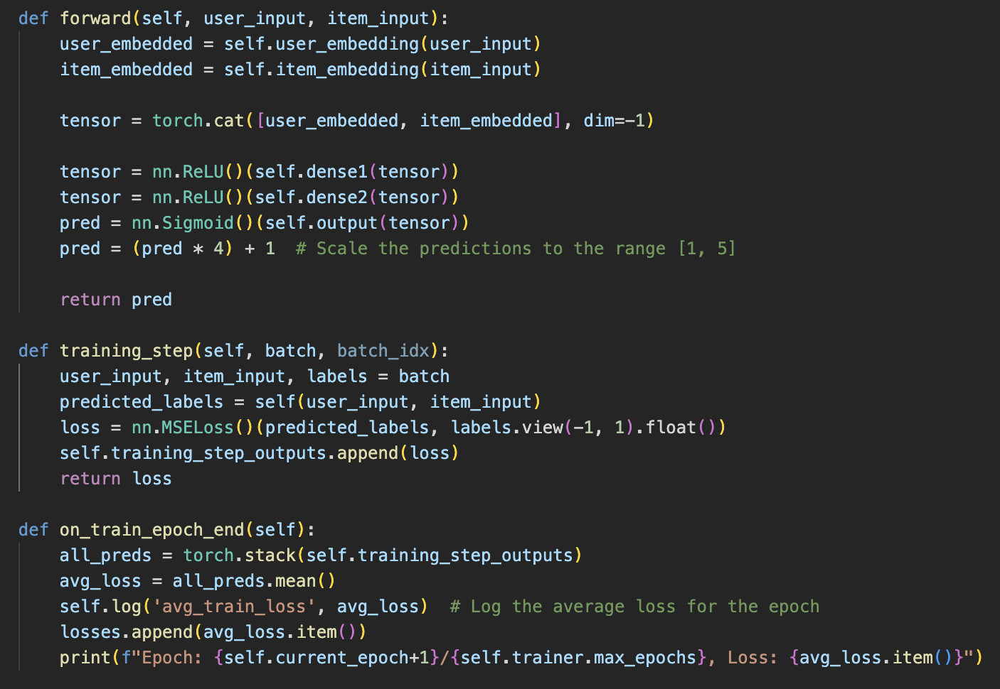 def forward(self, user_input, item_input):
    user_embedded = self.user_embedding(user_input)
    item_embedded = self.item_embedding(item_input)

    tensor = torch.cat([user_embedded, item_embedded], dim=-1)

    tensor = nn.ReLU()(self.dense1(tensor))
    tensor = nn.ReLU()(self.dense2(tensor))
    pred = nn.Sigmoid()(self.output(tensor))
    pred = (pred * 4) + 1  # Scale the predictions to the range [1, 5]

    return pred

def training_step(self, batch, batch_idx):
    user_input, item_input, labels = batch
    predicted_labels = self(user_input, item_input)
    loss = nn.MSELoss()(predicted_labels, labels.view(-1, 1).float())
    self.training_step_outputs.append(loss)
    return loss

def on_train_epoch_end(self):
    all_preds = torch.stack(self.training_step_outputs)
    avg_loss = all_preds.mean()
    self.log('avg_train_loss', avg_loss)  # Log the average loss for the epoch
    losses.append(avg_loss.item())
    print(f"Epoch: {self.current_epoch+1}/{self.trainer.max_epochs}, Loss: {avg_loss.item()}")